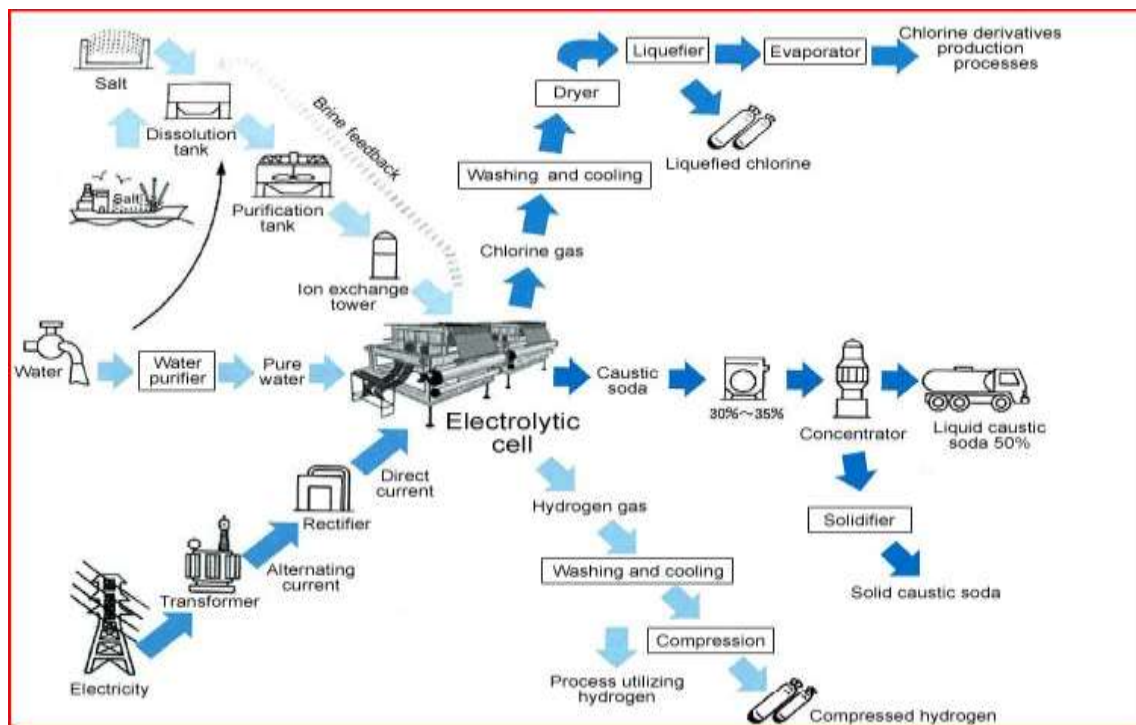 Salt
Dissolution
tank
Salt
Brine feedback
Purification
tank
Ion exchange
tower
Water
Water
purifier
Pure
water
Electrolytic
cell
Electricity
Transformer
Alternating
current
Rectifier
Direct
current
Chlorine gas
Washing and cooling
Dryer
Liquefier
Evaporator
Chlorine derivatives
production
processes
Liquefied chlorine
Caustic
soda
30%～35%
Concentrator
Liquid caustic
soda 50%
Solidifier
Solid caustic soda
Hydrogen gas
Washing and cooling
Compression
Process utilizing
hydrogen
Compressed hydrogen